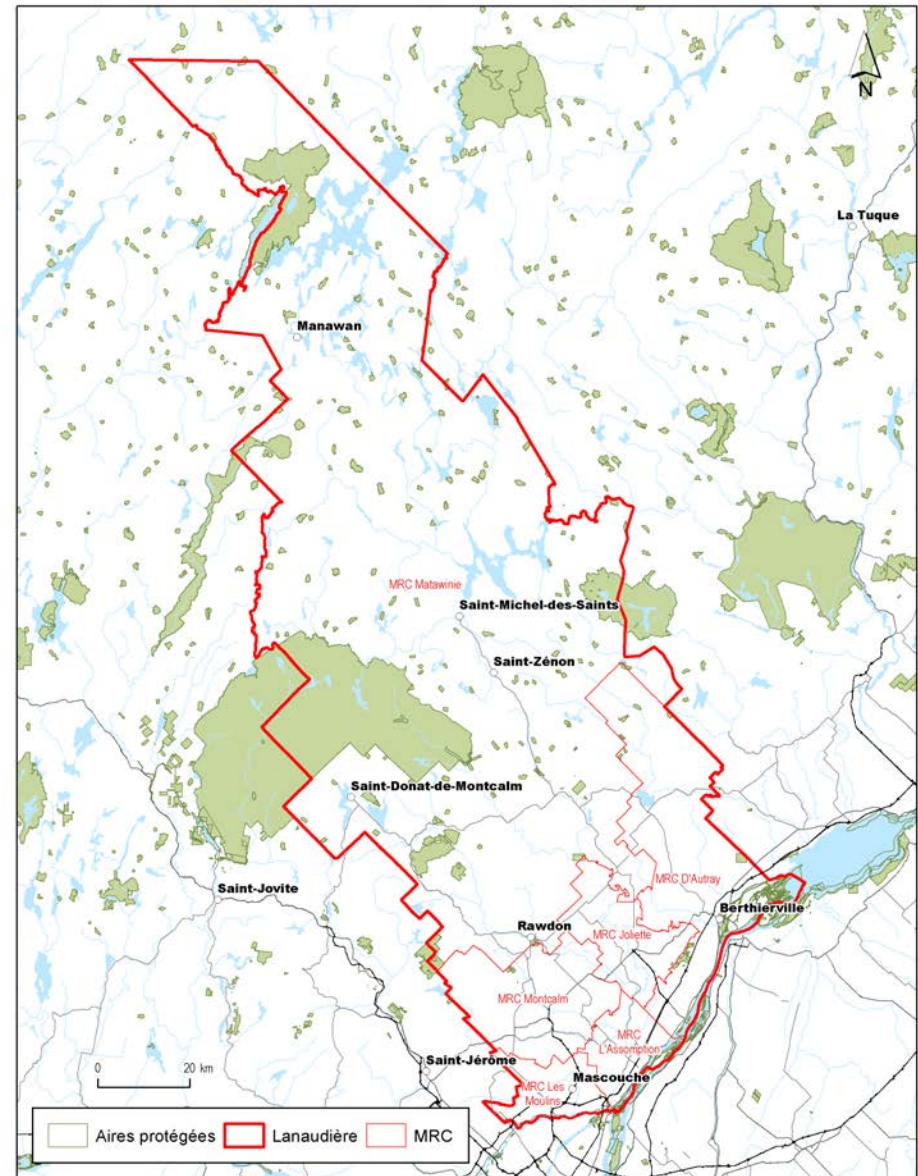 N
La Tuque
Manawan
MRC Matawinie
Saint-Michel-des-Saints
Saint-Zénon
Saint-Donat-de-Montcalm
MRC D'Autray
Saint-Jovite
Berthierville
Rawdon
MRC Joliette
MRC Montcalm
MRC
L'Assomption
Saint-Jérôme
Mascouche
MRC Les
Moulins
0 20 km
Aires protégées Lanaudière MRC